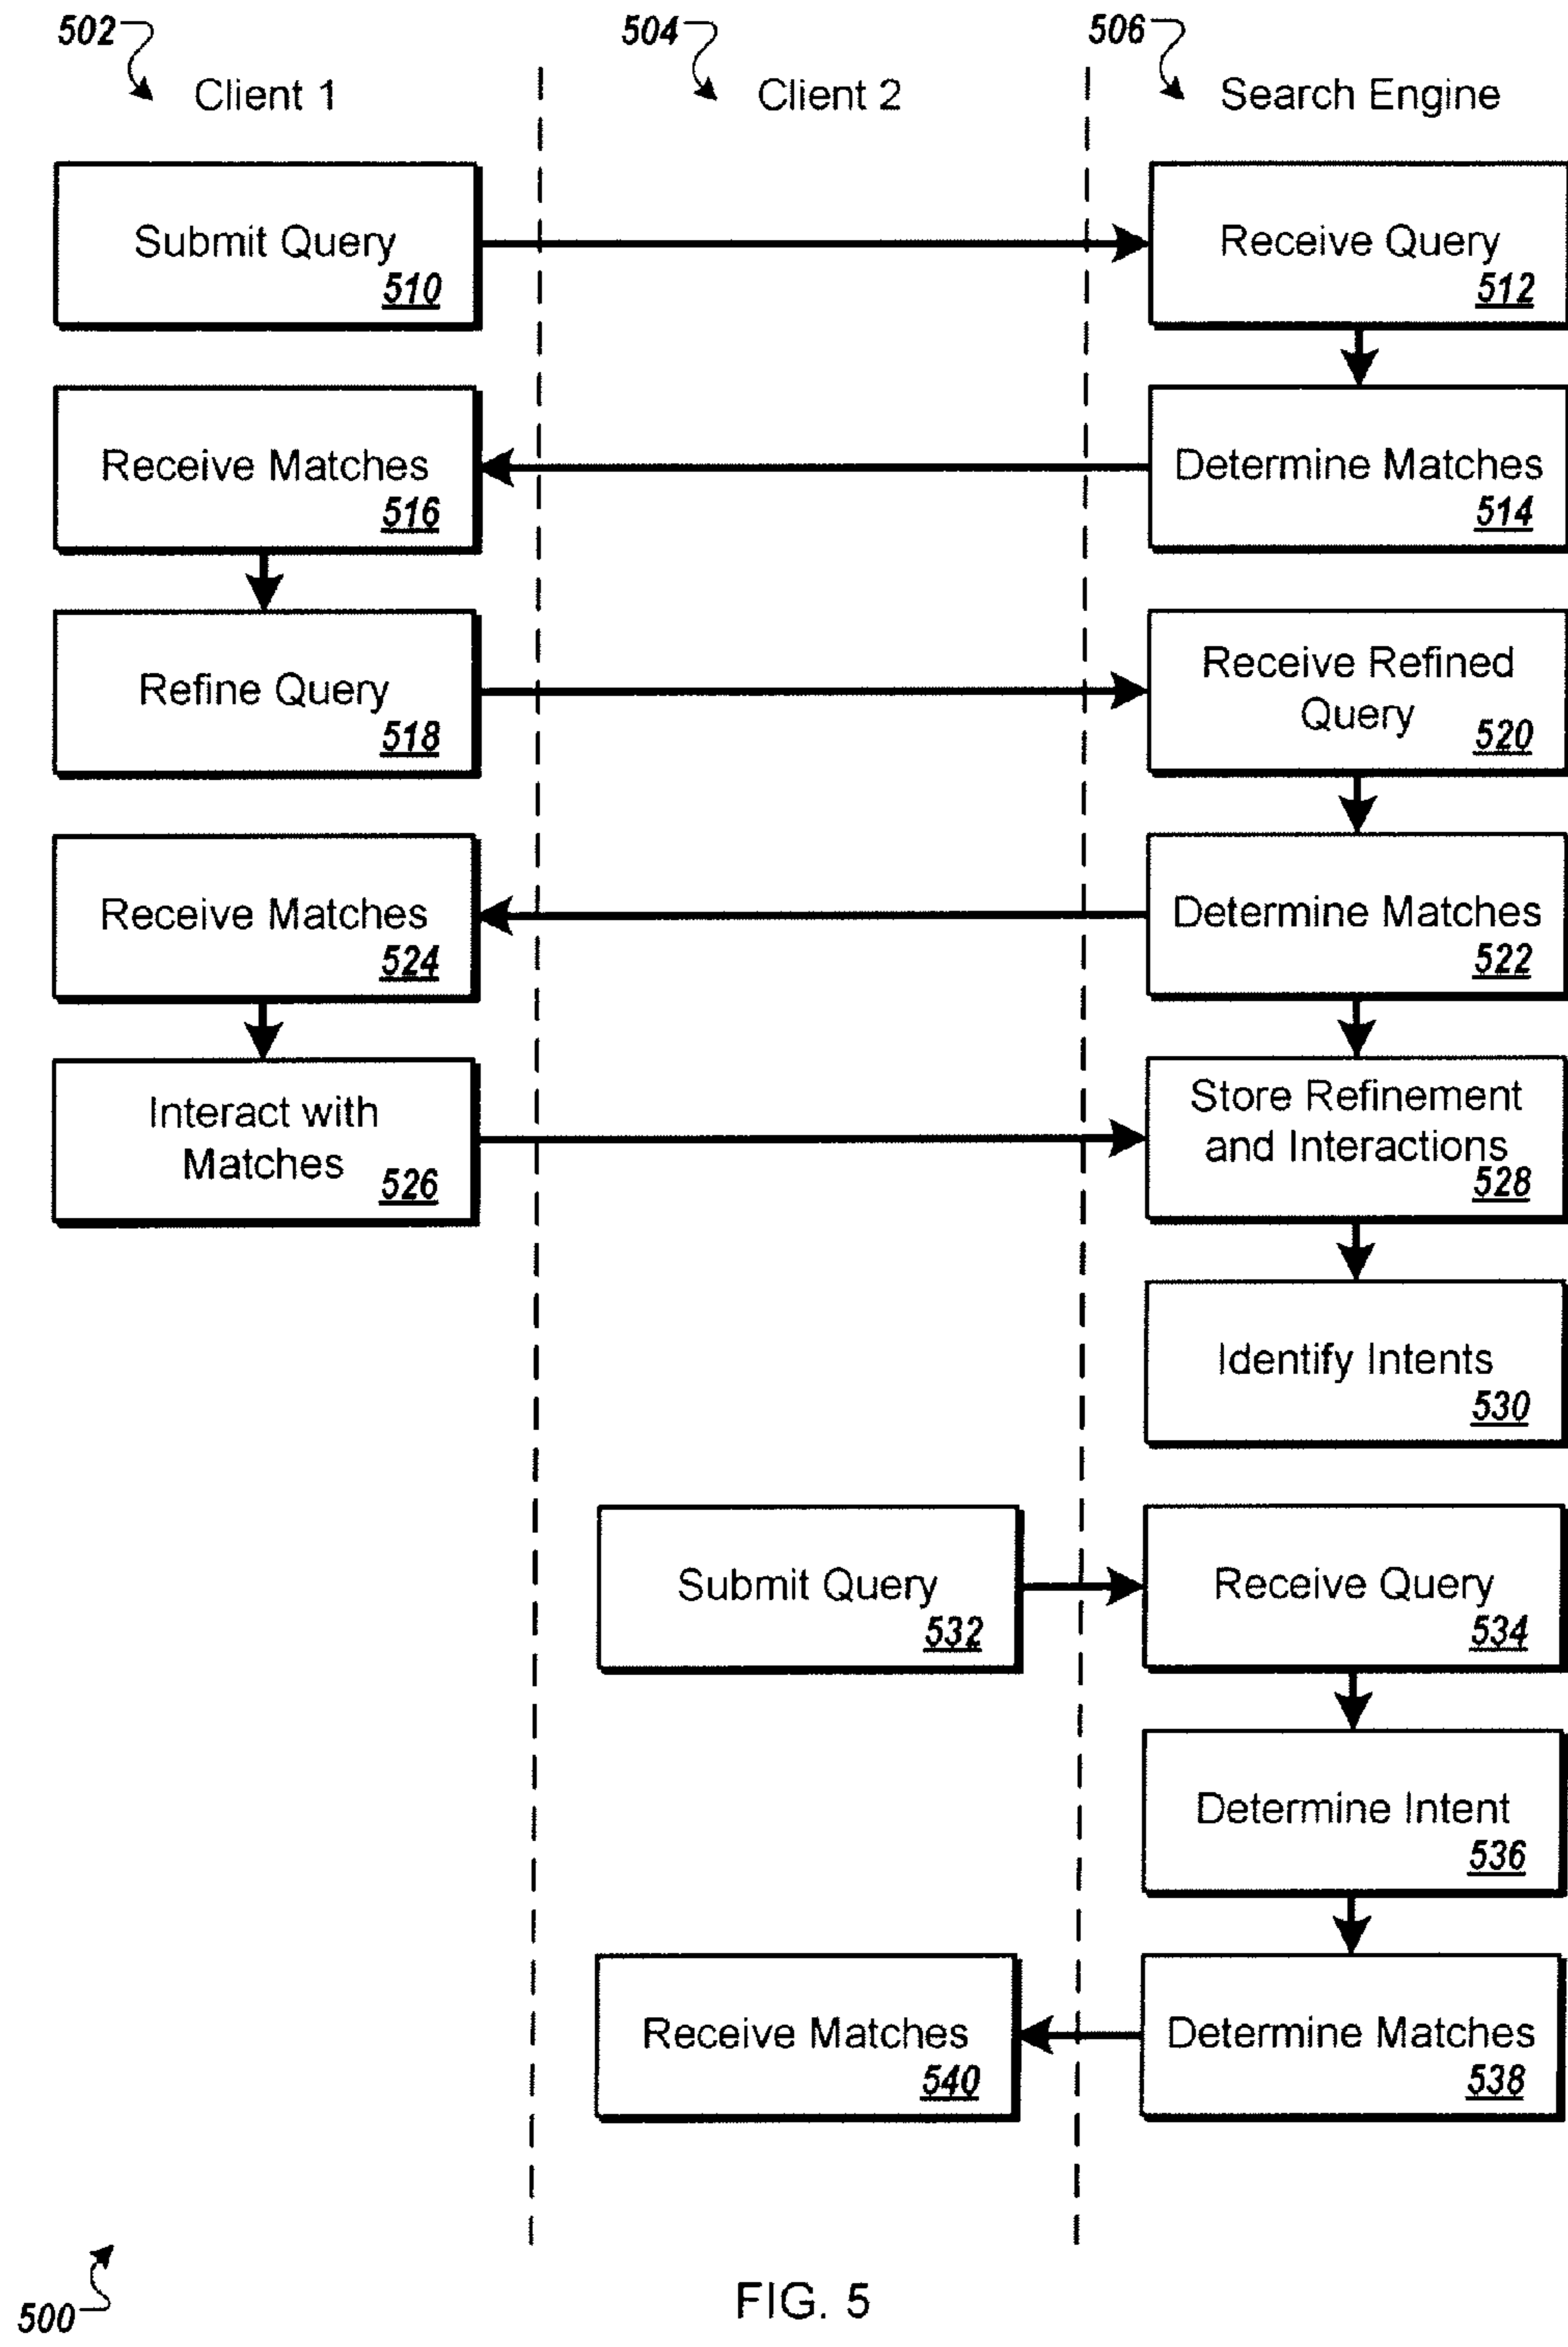 502
504
506
Client 1
Client 2
Search Engine
Submit Query
510
Receive Query
512
Receive Matches
516
Determine Matches
514
Refine Query
518
Receive Refined
Query
520
Receive Matches
524
Determine Matches
522
Interact with
Matches
526
Store Refinement
and Interactions
528
Identify Intents
530
Submit Query
532
Receive Query
534
Determine Intent
536
Receive Matches
540
Determine Matches
538
500
FIG. 5